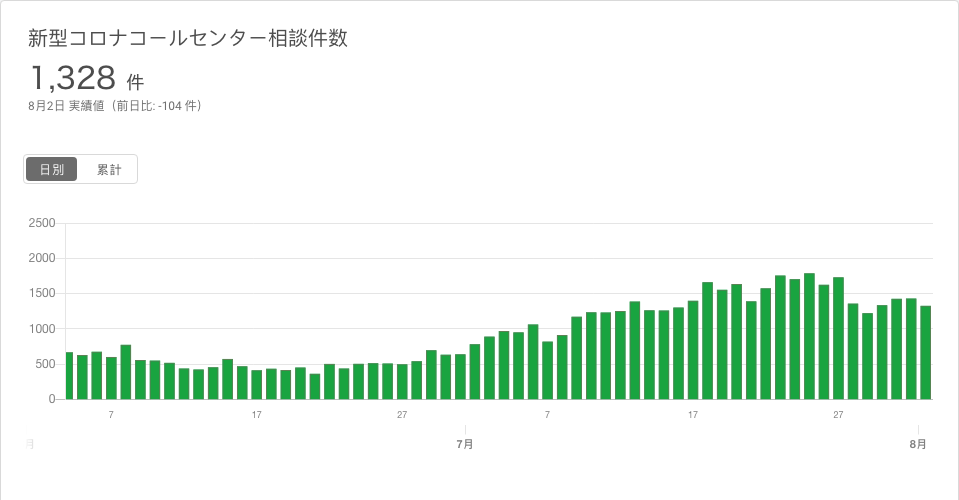 新型コロナコールセンター相談件数
1,328 件
8月2日 実績値（前日比: -104 件）
日別 累計
2500
2000
1500
1000
500
0
7 17 27 7 17 27
月 7月 8月